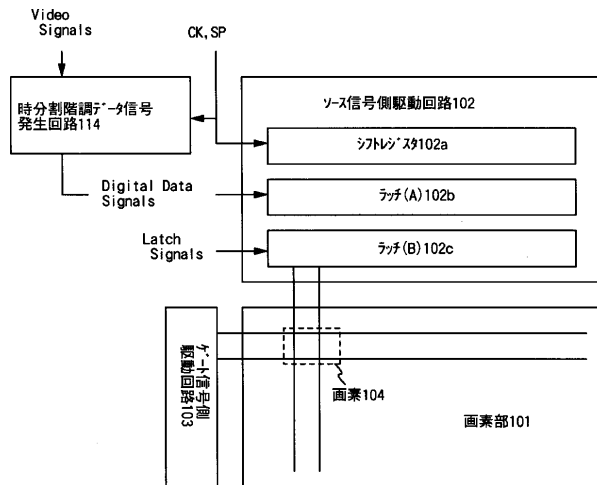 Video
Signals
CK,SP
時分割階調ﾃﾞｰﾀ信号
発生回路114
ｿｰｽ信号側駆動回路102
ｼﾌﾄﾚｼﾞｽﾀ102a
Digital Data
Signals
ﾗｯﾁ(A)102b
Latch
Signals
ﾗｯﾁ(B)102c
ｹﾞｰﾄ信号側
駆動回路103
画素104
画素部101